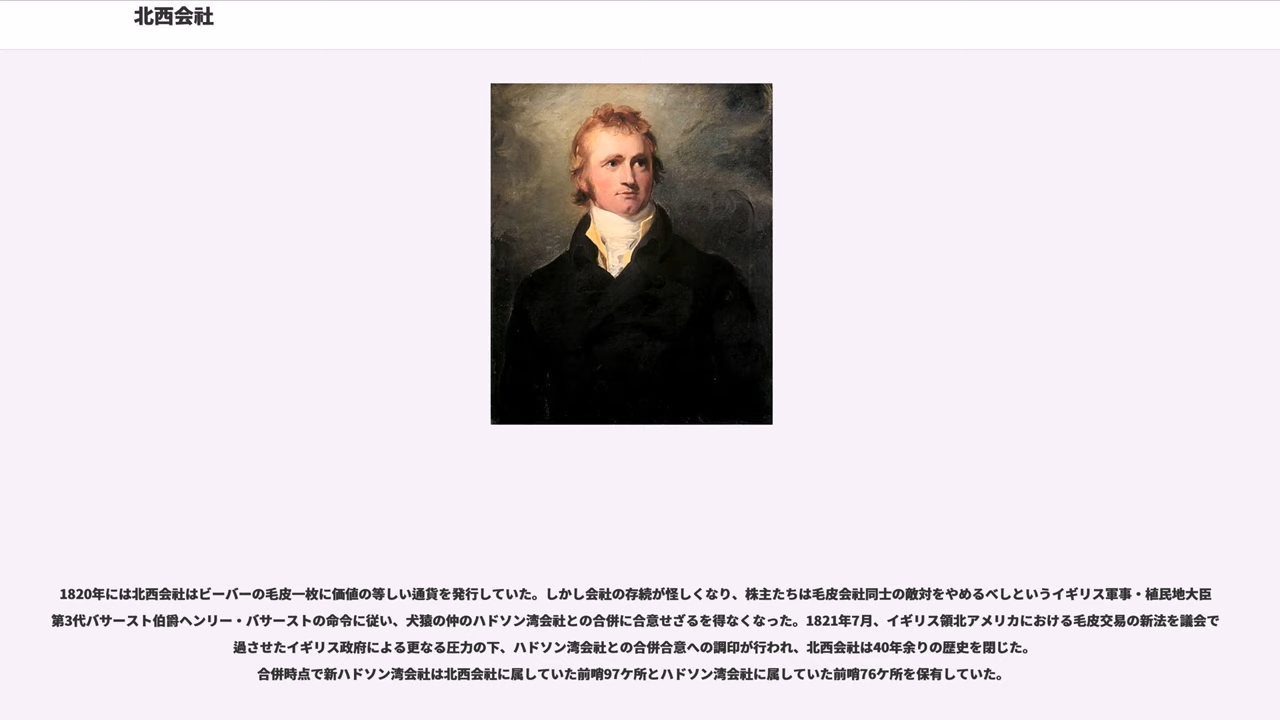 北西会社
1820年には北西会社はビーバーの毛皮一枚に価値の等しい通貨を発行していた。しかし会社の存続が怪しくなり、株主たちは毛皮会社同士の敵対をやめるべしというイギリス軍事・植民地大臣
第3代バサースト伯爵ヘンリー・バサーストの命令に従い、犬猿の仲のハドソン湾会社との合併に合意せざるを得なくなった。1821年7月、イギリス領北アメリカにおける毛皮交易の新法を議会で
過させたイギリス政府による更なる圧力の下、ハドソン湾会社との合併合意への調印が行われ、北西会社は40年余りの歴史を閉じた。
合併時点で新ハドソン湾会社は北西会社に属していた前哨97ケ所とハドソン湾会社に属していた前哨76ケ所を保有していた。